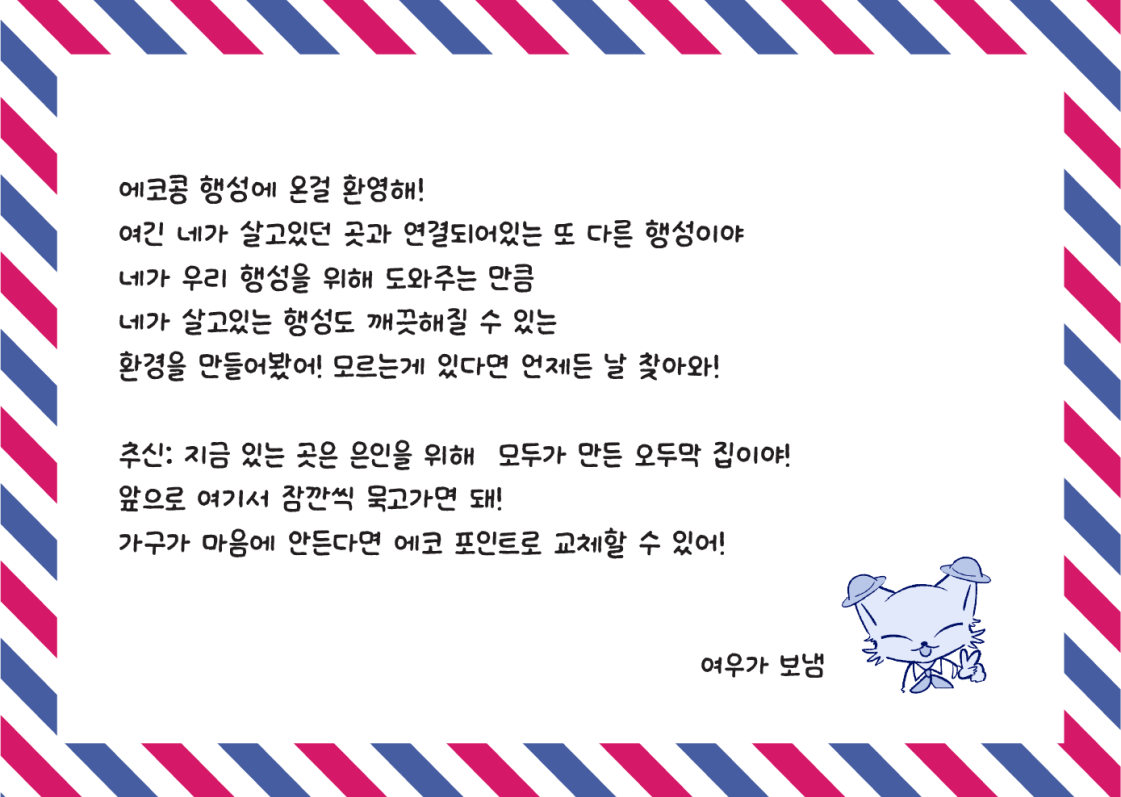 에코콩 행성에 온걸 환영해!
여긴 네가 살고있던 곳과 연결되어있는 또 다른 행성이야
네가 우리 행성을 위해 도와주는 만큼
네가 살고있는 행성도 깨끗해질 수 있는
환경을 만들어봤어! 모르는게 있다면 언제든 날 찾아와!
추신: 지금 있는 곳은 은인을 위해 모두가 만든 오두막 집이야!
앞으로 여기서 잠깐씩 묵고가면 돼!
가구가 마음에 안든다면 에코 포인트로 교체할 수 있어!
여우가 보냄